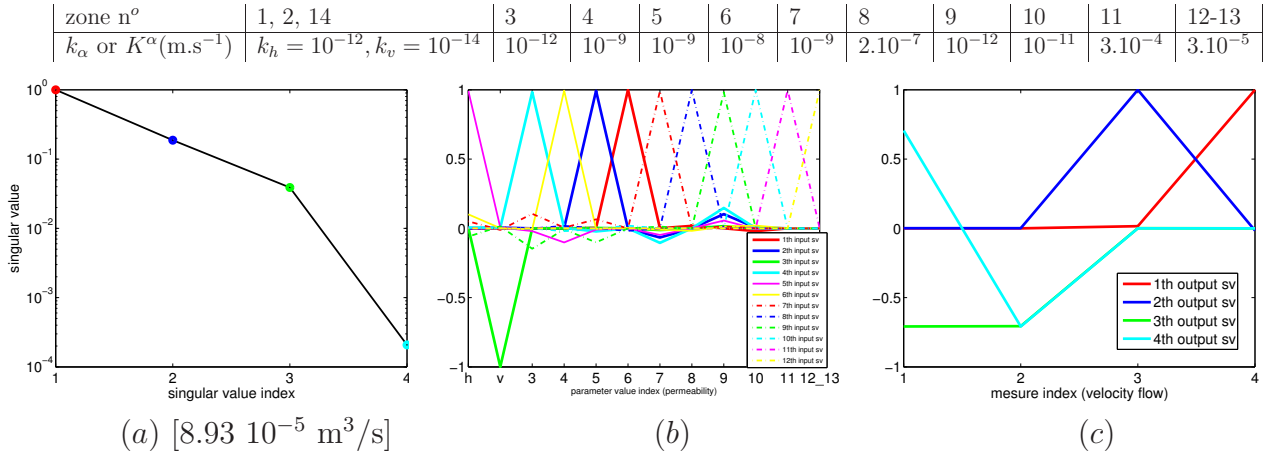 zone nᵒ 1, 2, 14 3 4 5 6 7 8 9 10 11 12-13
k_α or K^α(m.s⁻¹) k_h = 10⁻¹², k_v = 10⁻¹⁴ 10⁻¹² 10⁻⁹ 10⁻⁹ 10⁻⁸ 10⁻⁹ 2.10⁻⁷ 10⁻¹² 10⁻¹¹ 3.10⁻⁴ 3.10⁻⁵
singular value
10⁰
10⁻¹
10⁻²
10⁻³
10⁻⁴
1 2 3 4
singular value index
(a) [8.93 10⁻⁵ m³/s]
1
0.5
0
−0.5
−1
1th input sv
2th input sv
3th input sv
4th input sv
5th input sv
6th input sv
7th input sv
8th input sv
9th input sv
10th input sv
11th input sv
12th input sv
h v 3 4 5 6 7 8 9 10 11 12_13
parameter value index (permeability)
(b)
1
0.5
0
−0.5
−1
1th output sv
2th output sv
3th output sv
4th output sv
1 2 3 4
mesure index (velocity flow)
(c)